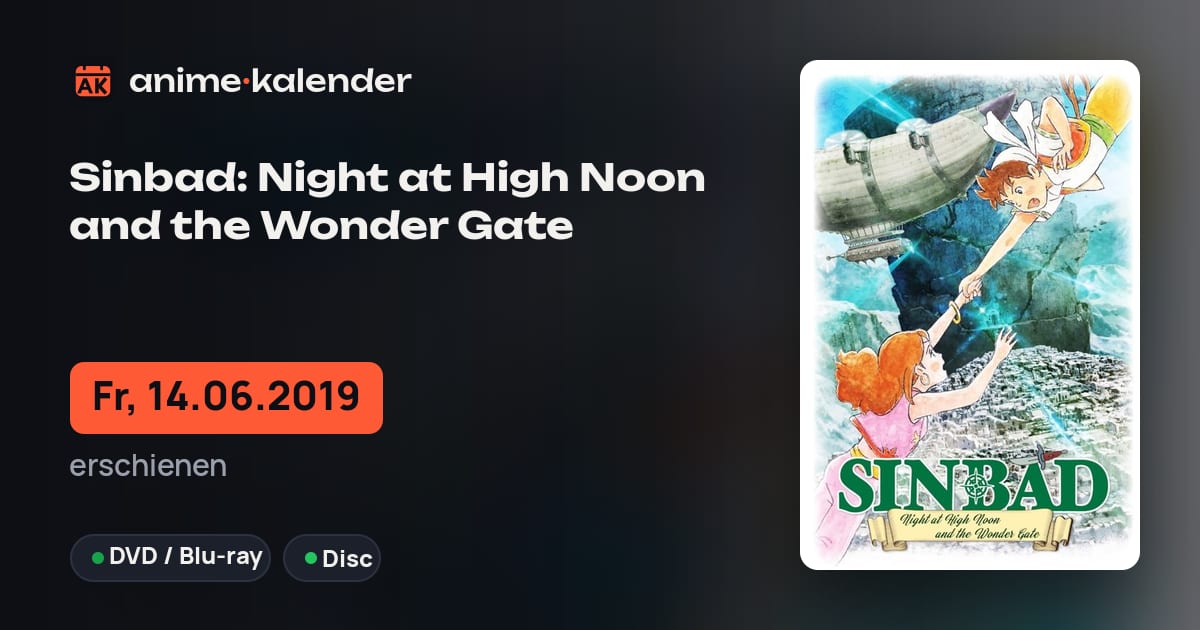 AK
anime·kalender
Sinbad: Night at High Noon
and the Wonder Gate
Fr, 14.06.2019
erschienen
DVD / Blu-ray
Disc
SINBAD
Night at High Noon
and the Wonder Gate